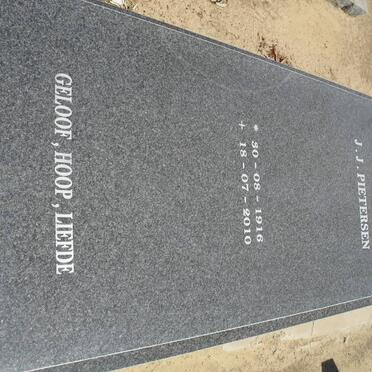 J.J. PIETERSEN
* 30-08-1916
+ 18-07-2010
GELOOF, HOOP, LIEFDE